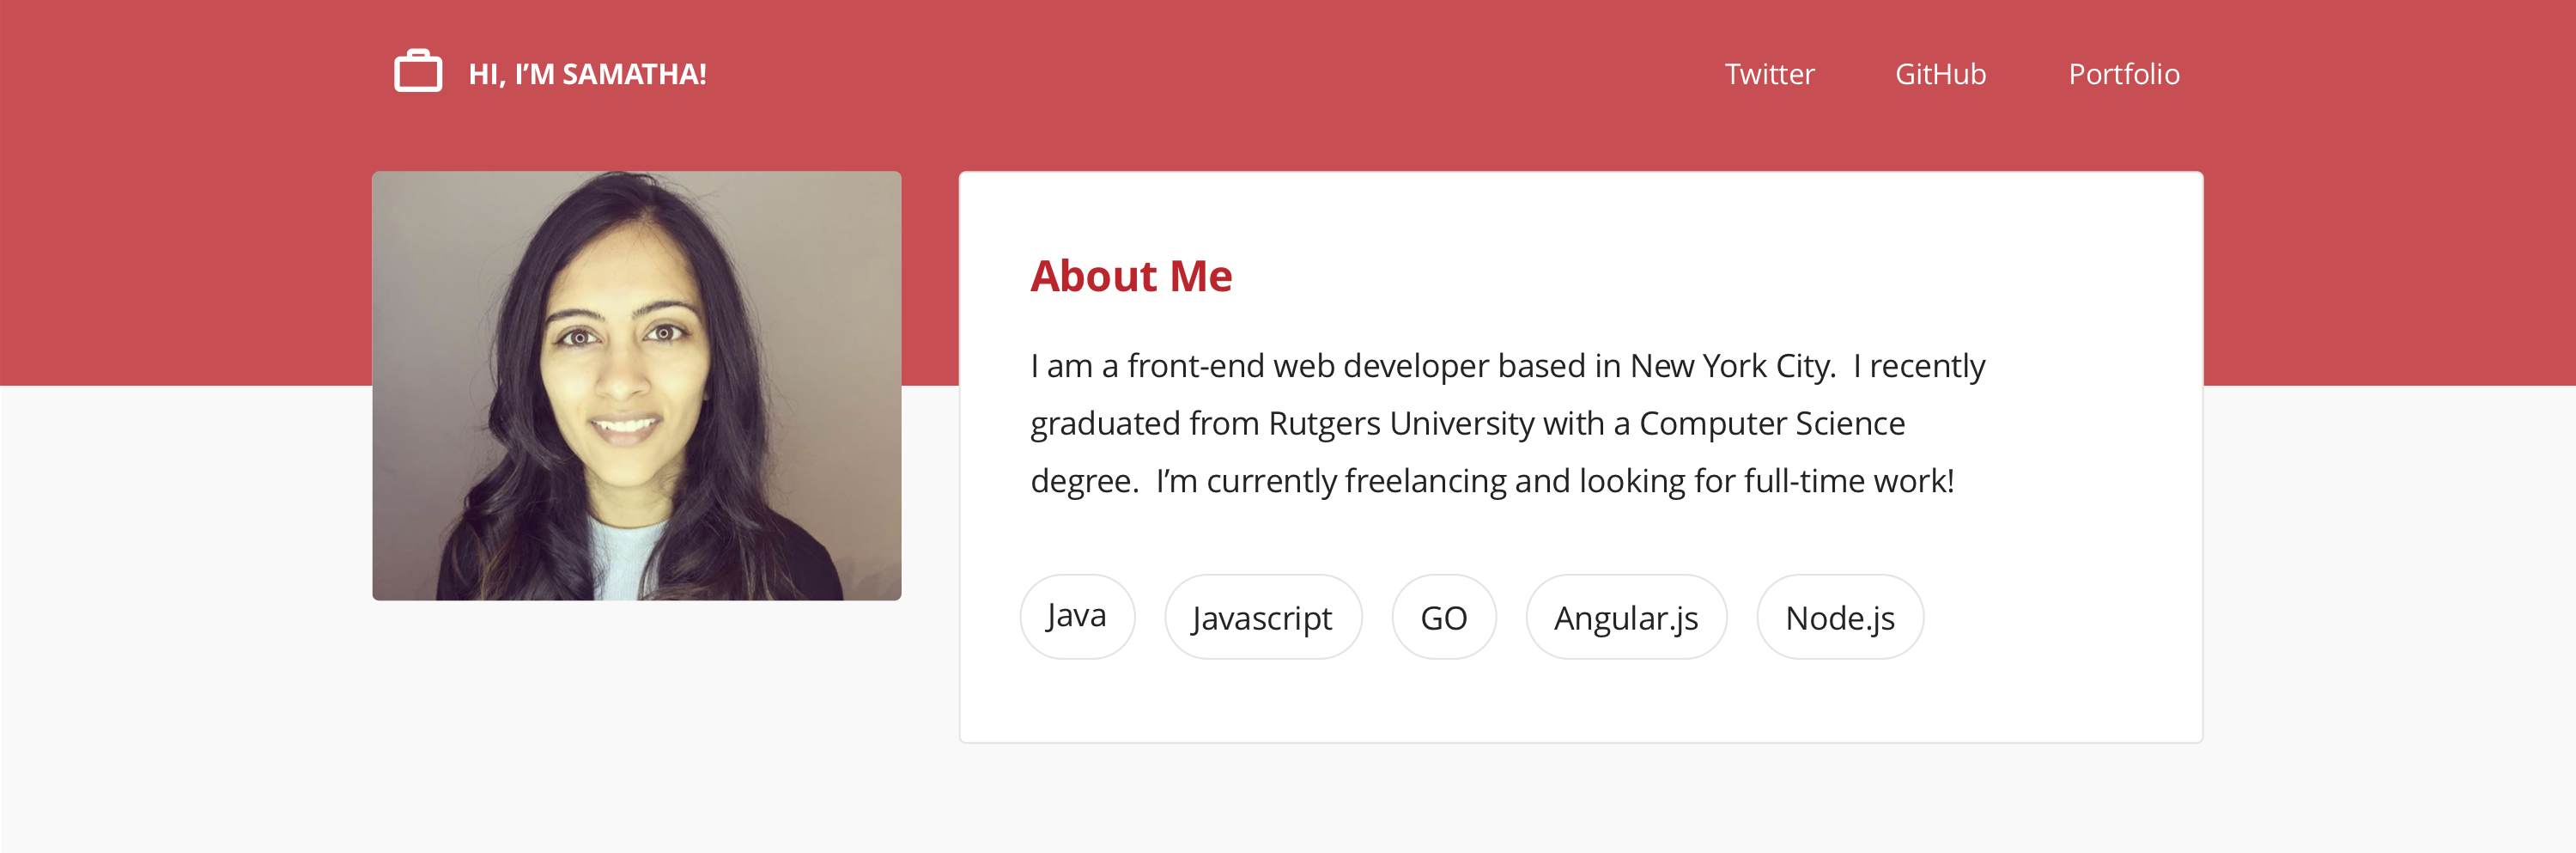 HI, I’M SAMATHA!
Twitter
GitHub
Portfolio
About Me
I am a front-end web developer based in New York City.  I recently
graduated from Rutgers University with a Computer Science
degree.  I’m currently freelancing and looking for full-time work!
Java
Javascript
GO
Angular.js
Node.js